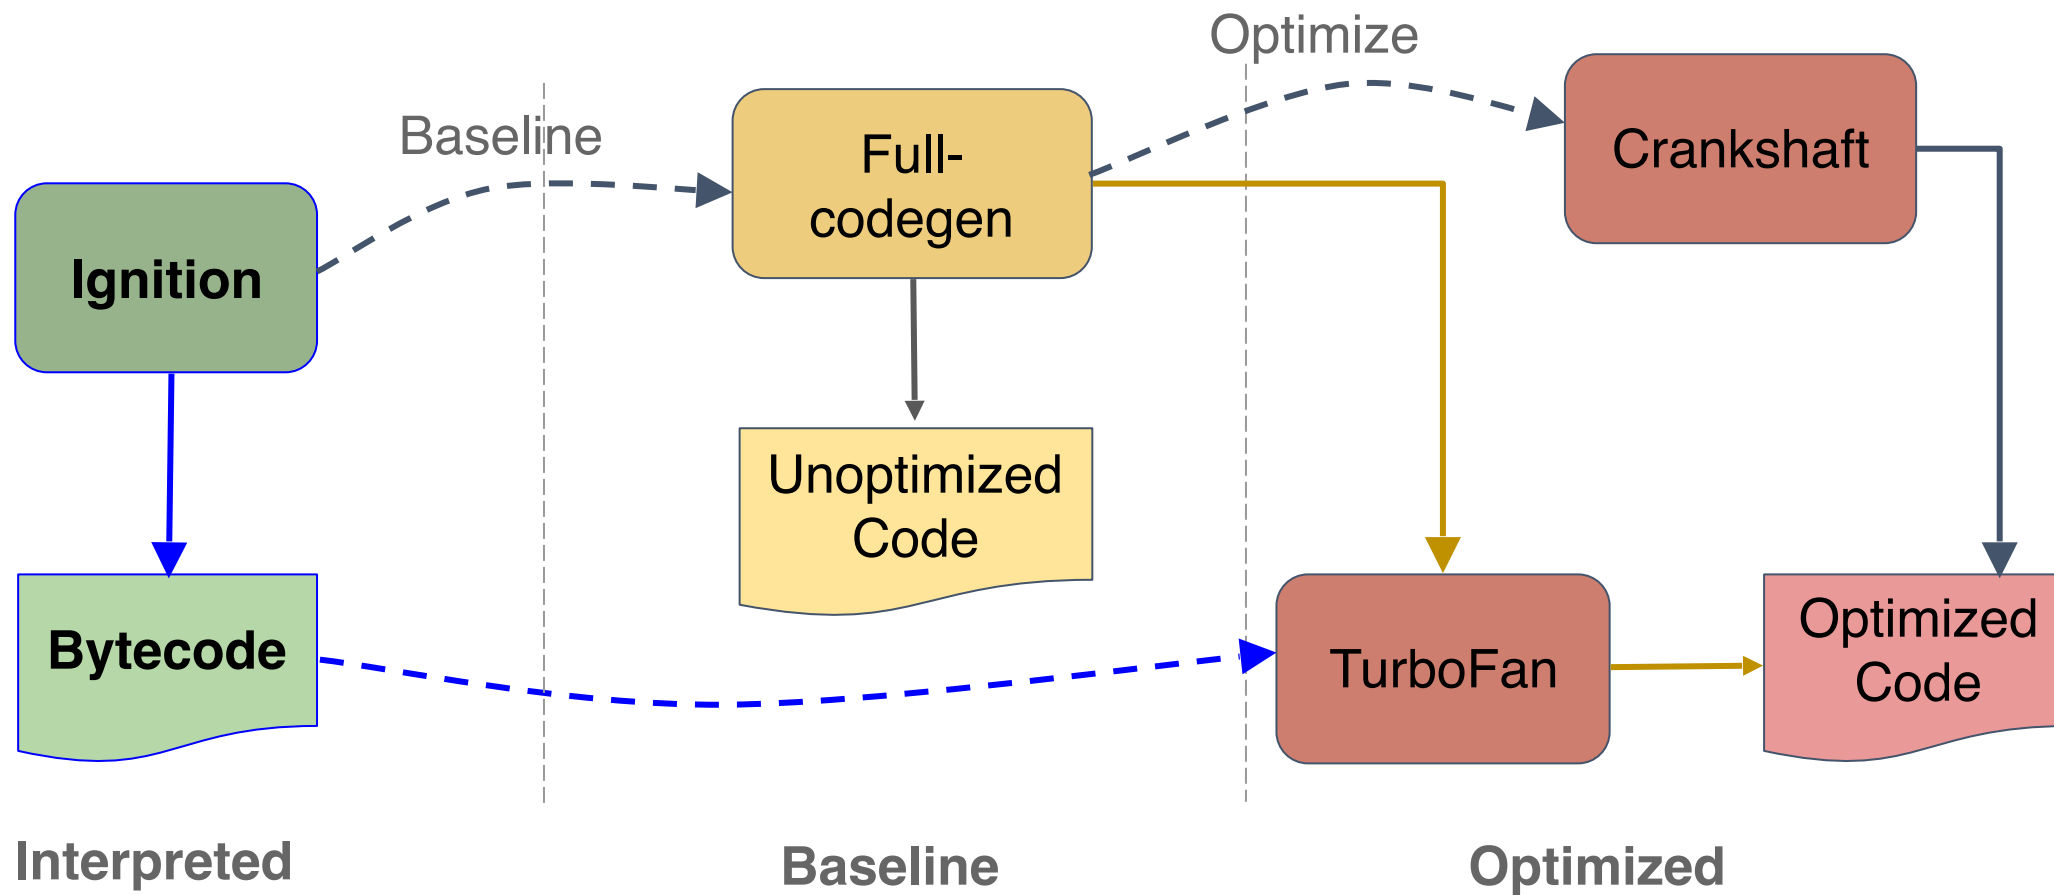 Optimize
Baseline
Full-
codegen
Crankshaft
Ignition
Unoptimized
Code
Bytecode
TurboFan
Optimized
Code
Interpreted
Baseline
Optimized